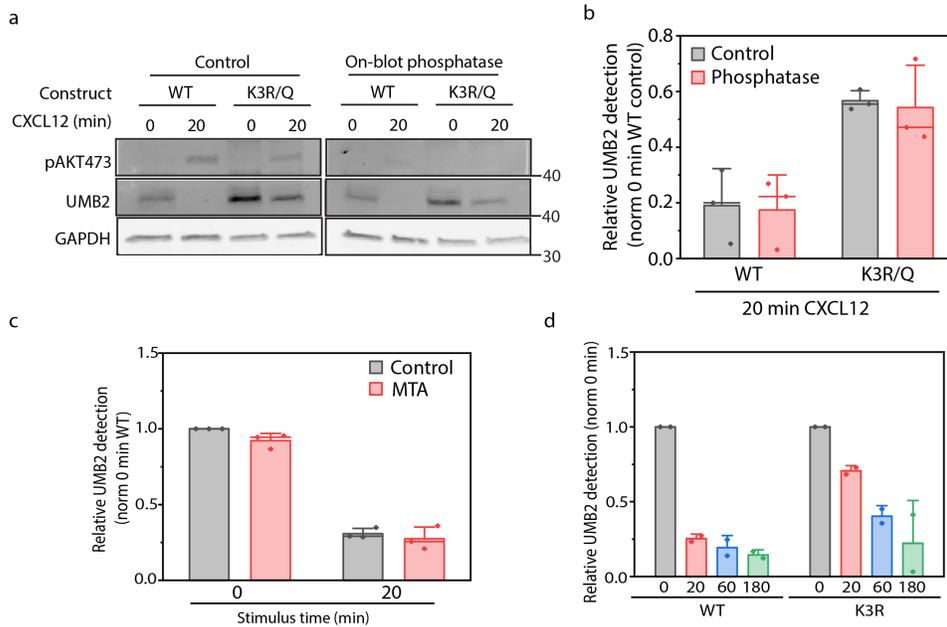 a
Control
On-blot phosphatase
Construct
WT
K3R/Q
WT
K3R/Q
CXCL12 (min)
0
20
0
20
0
20
0
20
pAKT473
40
UMB2
40
GAPDH
30
b
Relative UMB2 detection
(norm 0 min WT control)
0.8
0.6
0.4
0.2
0.0
Control
Phosphatase
WT
K3R/Q
20 min CXCL12
c
Relative UMB2 detection
(norm 0 min WT)
1.5
1.0
0.5
0.0
Control
MTA
0
20
Stimulus time (min)
d
Relative UMB2 detection (norm 0 min)
1.5
1.0
0.5
0.0
0 20 60 180
0 20 60 180
WT
K3R